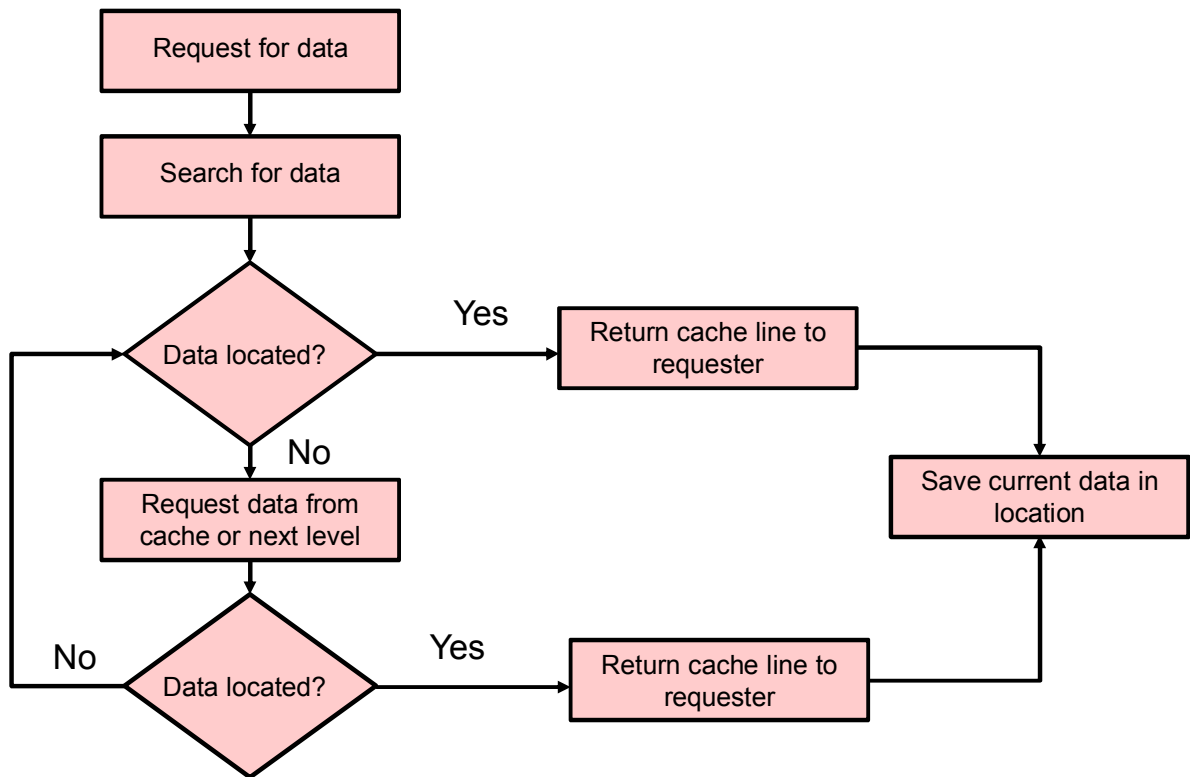 Request for data
Search for data
Data located?
Yes
Return cache line to
requester
No
Request data from
cache or next level
Save current data in
location
Data located?
No
Yes
Return cache line to
requester